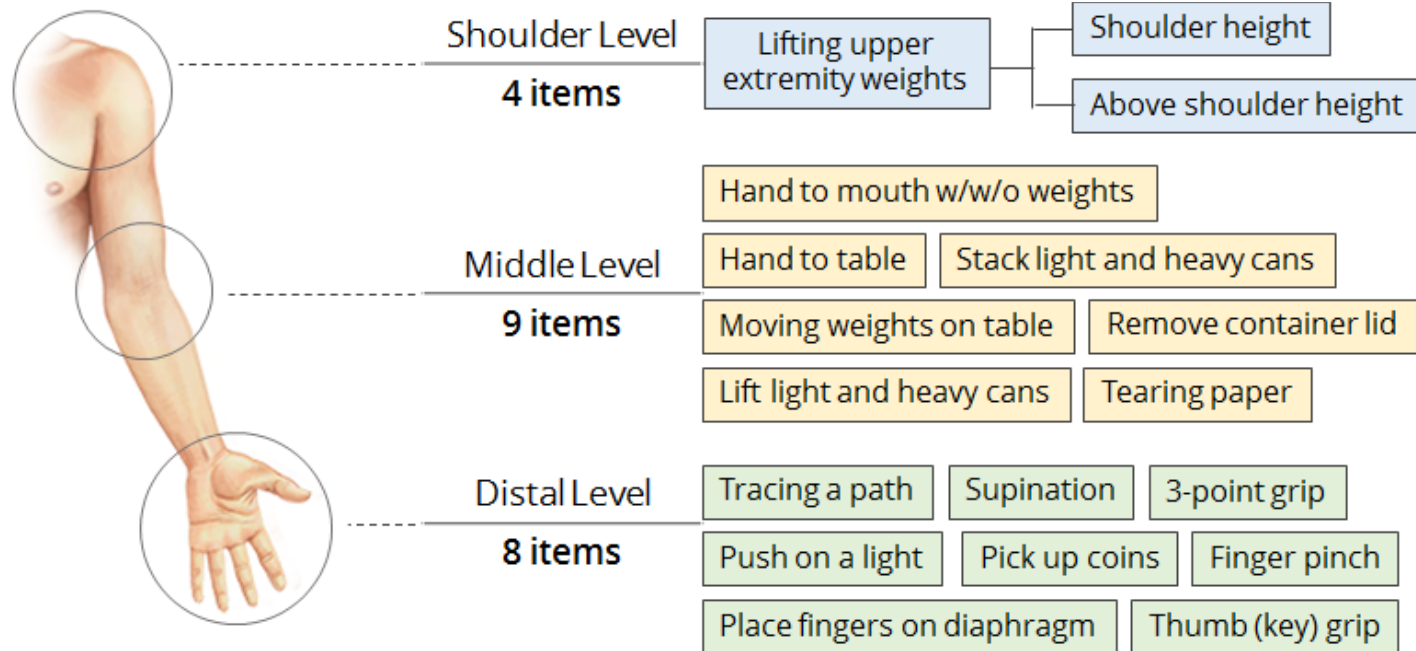 Shoulder Level
4 items
Lifting upper
extremity weights
Shoulder height
Above shoulder height
Middle Level
9 items
Hand to mouth w/w/o weights
Hand to table
Stack light and heavy cans
Moving weights on table
Remove container lid
Lift light and heavy cans
Tearing paper
Distal Level
8 items
Tracing a path
Supination
3-point grip
Push on a light
Pick up coins
Finger pinch
Place fingers on diaphragm
Thumb (key) grip